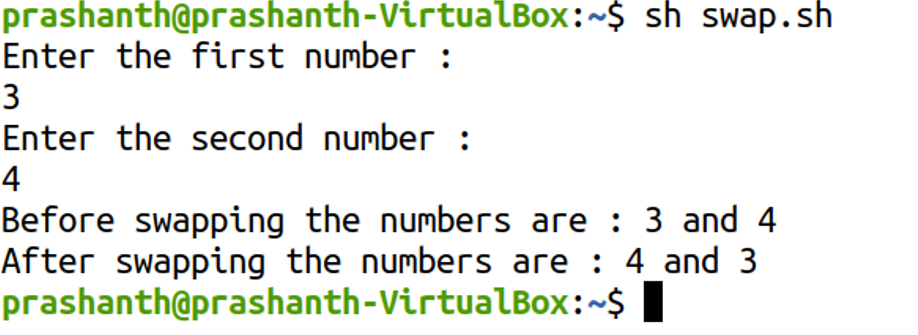 prashanth@prashanth-VirtualBox:~$ sh swap.sh
Enter the first number :
3
Enter the second number :
4
Before swapping the numbers are : 3 and 4
After swapping the numbers are : 4 and 3
prashanth@prashanth-VirtualBox:~$